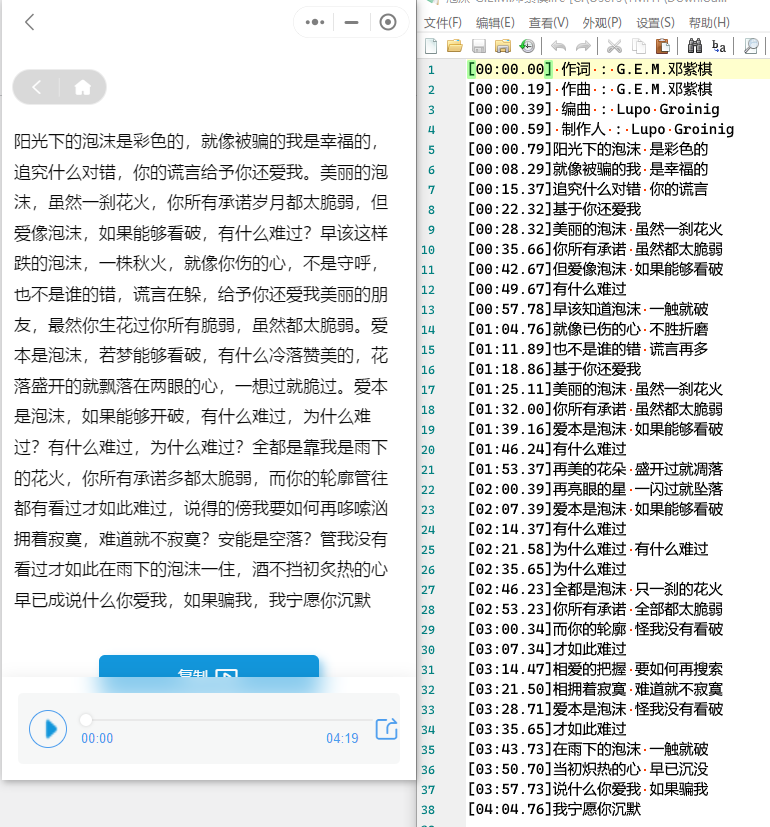 阳光下的泡沫是彩色的，就像被骗的我是幸福的，
追究什么对错，你的谎言给予你还爱我。美丽的泡
沫，虽然一刹花火，你所有承诺岁月都太脆弱，但
爱像泡沫，如果能够看破，有什么难过？早该这样
跌的泡沫，一株秋火，就像你伤的心，不是守呼，
也不是谁的错，谎言在躲，给予你还爱我美丽的朋
友，最然你生花过你所有脆弱，虽然都太脆弱。爱
本是泡沫，若梦能够看破，有什么冷落赞美的，花
落盛开的就飘落在两眼的心，一想过就脆过。爱本
是泡沫，如果能够开破，有什么难过，为什么难
过？有什么难过，为什么难过？全都是靠我是雨下
的花火，你所有承诺多都太脆弱，而你的轮廓管往
都有看过才如此难过，说得的傍我要如何再哆嗦汹
拥着寂寞，难道就不寂寞？安能是空落？管我没有
看过才如此在雨下的泡沫一住，酒不挡初炙热的心
早已成说什么你爱我，如果骗我，我宁愿你沉默
复制
00:00
04:19
文件(F) 编辑(E) 查看(V) 外观(P) 设置(S) 帮助(H)
1 [00:00.00] 作词 : G.E.M.邓紫棋
2 [00:00.19] 作曲 : G.E.M.邓紫棋
3 [00:00.39] 编曲 : Lupo Groinig
4 [00:00.59] 制作人 : Lupo Groinig
5 [00:00.79]阳光下的泡沫 是彩色的
6 [00:08.29]就像被骗的我 是幸福的
7 [00:15.37]追究什么对错 你的谎言
8 [00:22.32]基于你还爱我
9 [00:28.32]美丽的泡沫 虽然一刹花火
10 [00:35.66]你所有承诺 虽然都太脆弱
11 [00:42.67]但爱像泡沫 如果能够看破
12 [00:49.67]有什么难过
13 [00:57.78]早该知道泡沫 一触就破
14 [01:04.76]就像已伤的心 不胜折磨
15 [01:11.89]也不是谁的错 谎言再多
16 [01:18.86]基于你还爱我
17 [01:25.11]美丽的泡沫 虽然一刹花火
18 [01:32.00]你所有承诺 虽然都太脆弱
19 [01:39.16]爱本是泡沫 如果能够看破
20 [01:46.24]有什么难过
21 [01:53.37]再美的花朵 盛开过就凋落
22 [02:00.39]再亮眼的星 一闪过就坠落
23 [02:07.39]爱本是泡沫 如果能够看破
24 [02:14.37]有什么难过
25 [02:21.58]为什么难过 有什么难过
26 [02:35.65]为什么难过
27 [02:46.23]全都是泡沫 只一刹的花火
28 [02:53.23]你所有承诺 全部都太脆弱
29 [03:00.34]而你的轮廓 怪我没有看破
30 [03:07.34]才如此难过
31 [03:14.47]相爱的把握 要如何再搜索
32 [03:21.50]相拥着寂寞 难道就不寂寞
33 [03:28.71]爱本是泡沫 怪我没有看破
34 [03:35.65]才如此难过
35 [03:43.73]在雨下的泡沫 一触就破
36 [03:50.70]当初炽热的心 早已沉没
37 [03:57.73]说什么你爱我 如果骗我
38 [04:04.76]我宁愿你沉默